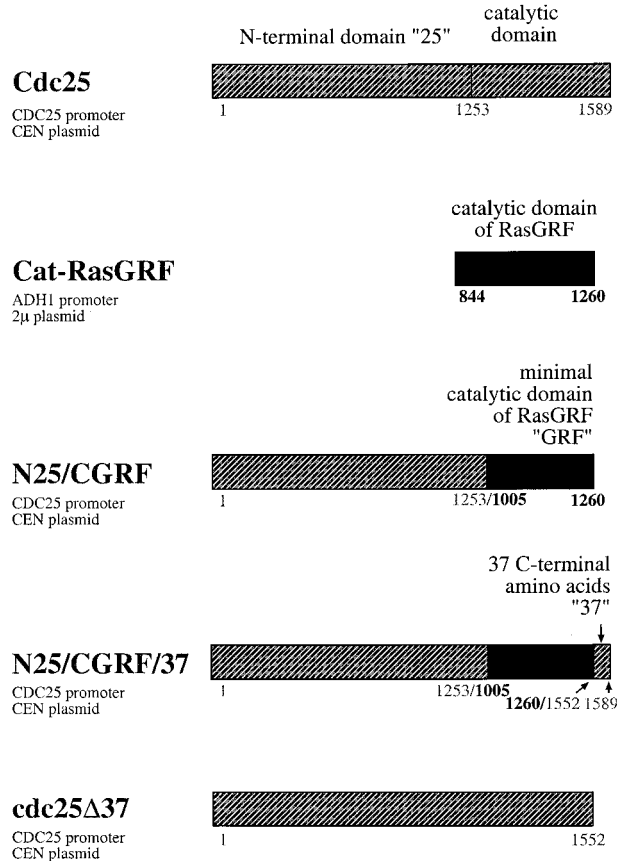 N-terminal domain "25"
catalytic
domain
Cdc25
CDC25 promoter
CEN plasmid
1
1253
1589
catalytic domain
of RasGRF
Cat-RasGRF
ADH1 promoter
2μ plasmid
844
1260
minimal
catalytic domain
of RasGRF
"GRF"
N25/CGRF
CDC25 promoter
CEN plasmid
1
1253/1005
1260
37 C-terminal
amino acids
"37"
N25/CGRF/37
CDC25 promoter
CEN plasmid
1
1253/1005
1260/1552 1589
cdc25Δ37
CDC25 promoter
CEN plasmid
1
1552